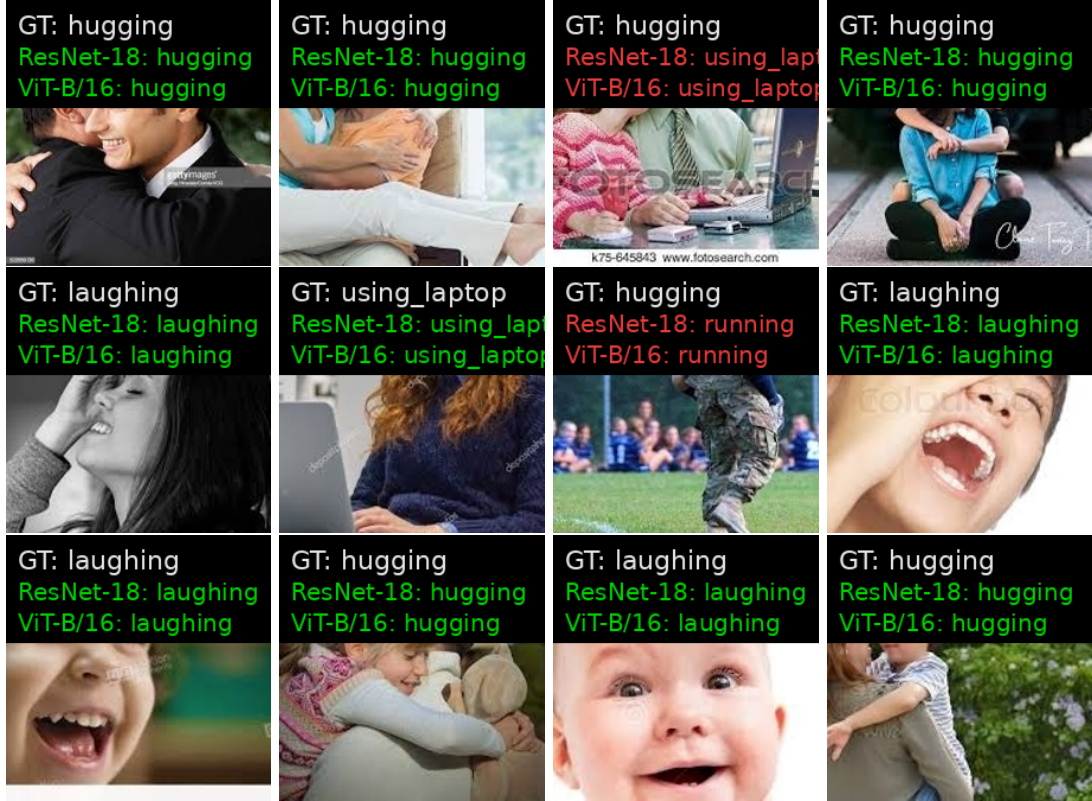 GT: hugging
ResNet-18: hugging
ViT-B/16: hugging
GT: hugging
ResNet-18: hugging
ViT-B/16: hugging
GT: hugging
ResNet-18: using_lapt
ViT-B/16: using_laptop
GT: hugging
ResNet-18: hugging
ViT-B/16: hugging
gettyimages
FOTOSEARCH
k75-645843 www.fotosearch.com
GT: laughing
ResNet-18: laughing
ViT-B/16: laughing
GT: using_laptop
ResNet-18: using_lapt
ViT-B/16: using_laptop
GT: hugging
ResNet-18: running
ViT-B/16: running
GT: laughing
ResNet-18: laughing
ViT-B/16: laughing
depositphotos
GT: laughing
ResNet-18: laughing
ViT-B/16: laughing
GT: hugging
ResNet-18: hugging
ViT-B/16: hugging
GT: laughing
ResNet-18: laughing
ViT-B/16: laughing
GT: hugging
ResNet-18: hugging
ViT-B/16: hugging